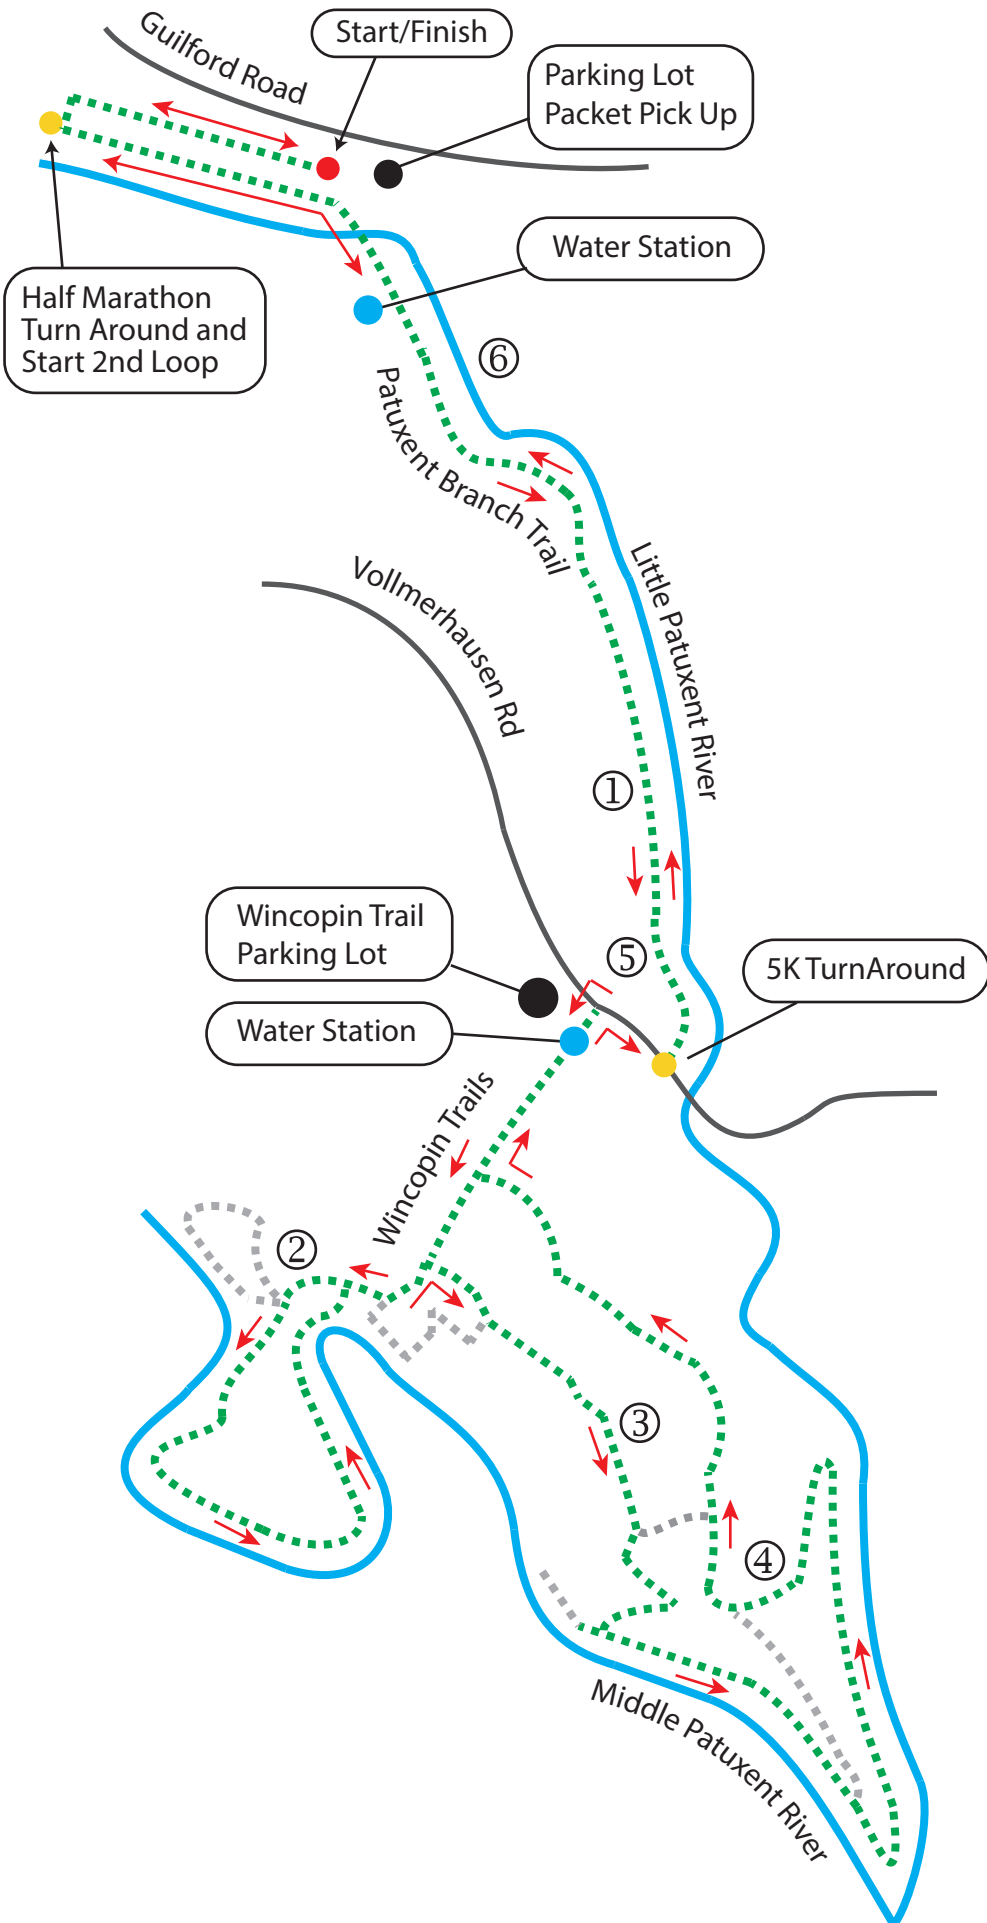 Guilford Road
Start/Finish
Parking Lot
Packet Pick Up
Water Station
Half Marathon
Turn Around and
Start 2nd Loop
6
Patuxent Branch Trail
Little Patuxent River
Vollmerhausen Rd
1
Wincopin Trail
Parking Lot
5
5K TurnAround
Water Station
Wincopin Trails
2
3
4
Middle Patuxent River